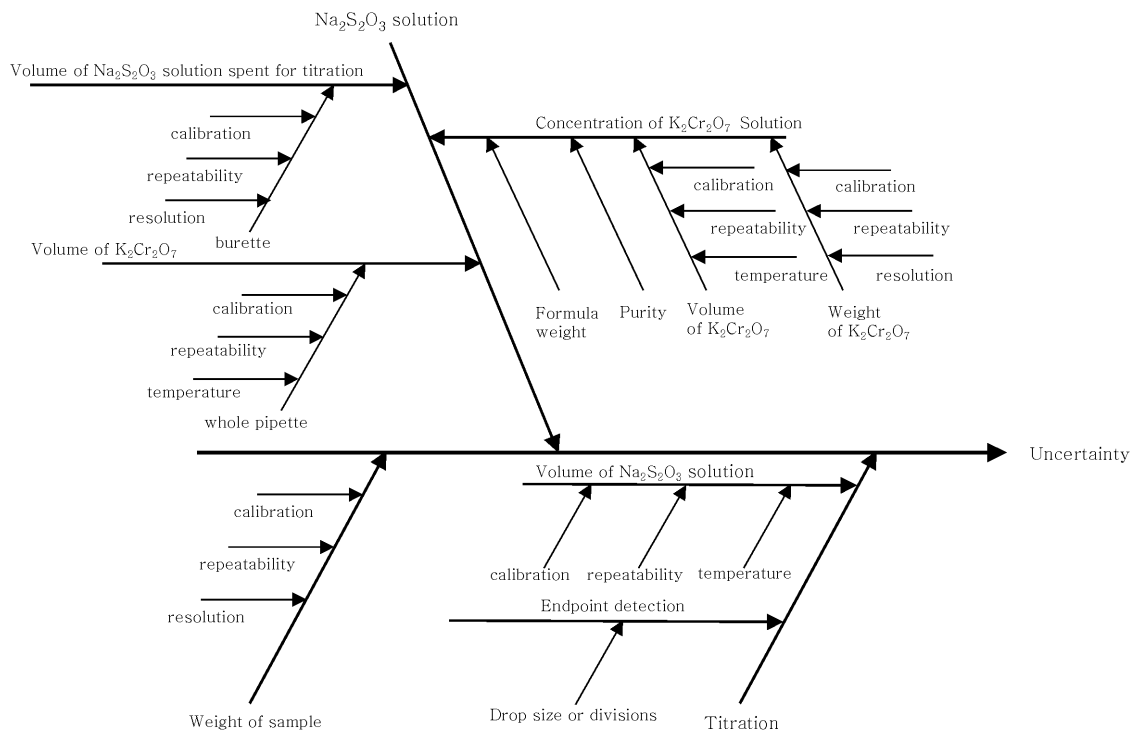 Na₂S₂O₃ solution
Volume of Na₂S₂O₃ solution spent for titration
calibration
repeatability
resolution
burette
Concentration of K₂Cr₂O₇ Solution
calibration
repeatability
temperature
calibration
repeatability
resolution
Formula
weight
Purity
Volume
of K₂Cr₂O₇
Weight
of K₂Cr₂O₇
Volume of K₂Cr₂O₇
calibration
repeatability
temperature
whole pipette
Uncertainty
calibration
repeatability
resolution
Weight of sample
Volume of Na₂S₂O₃ solution
calibration
repeatability
temperature
Endpoint detection
Drop size or divisions
Titration